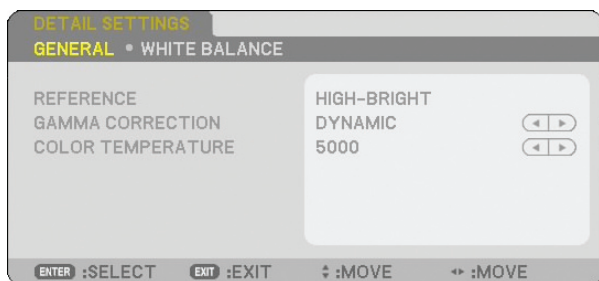 DETAIL SETTINGS
GENERAL • WHITE BALANCE
REFERENCE HIGH-BRIGHT
GAMMA CORRECTION DYNAMIC
COLOR TEMPERATURE 5000
ENTER :SELECT EXIT :EXIT :MOVE :MOVE